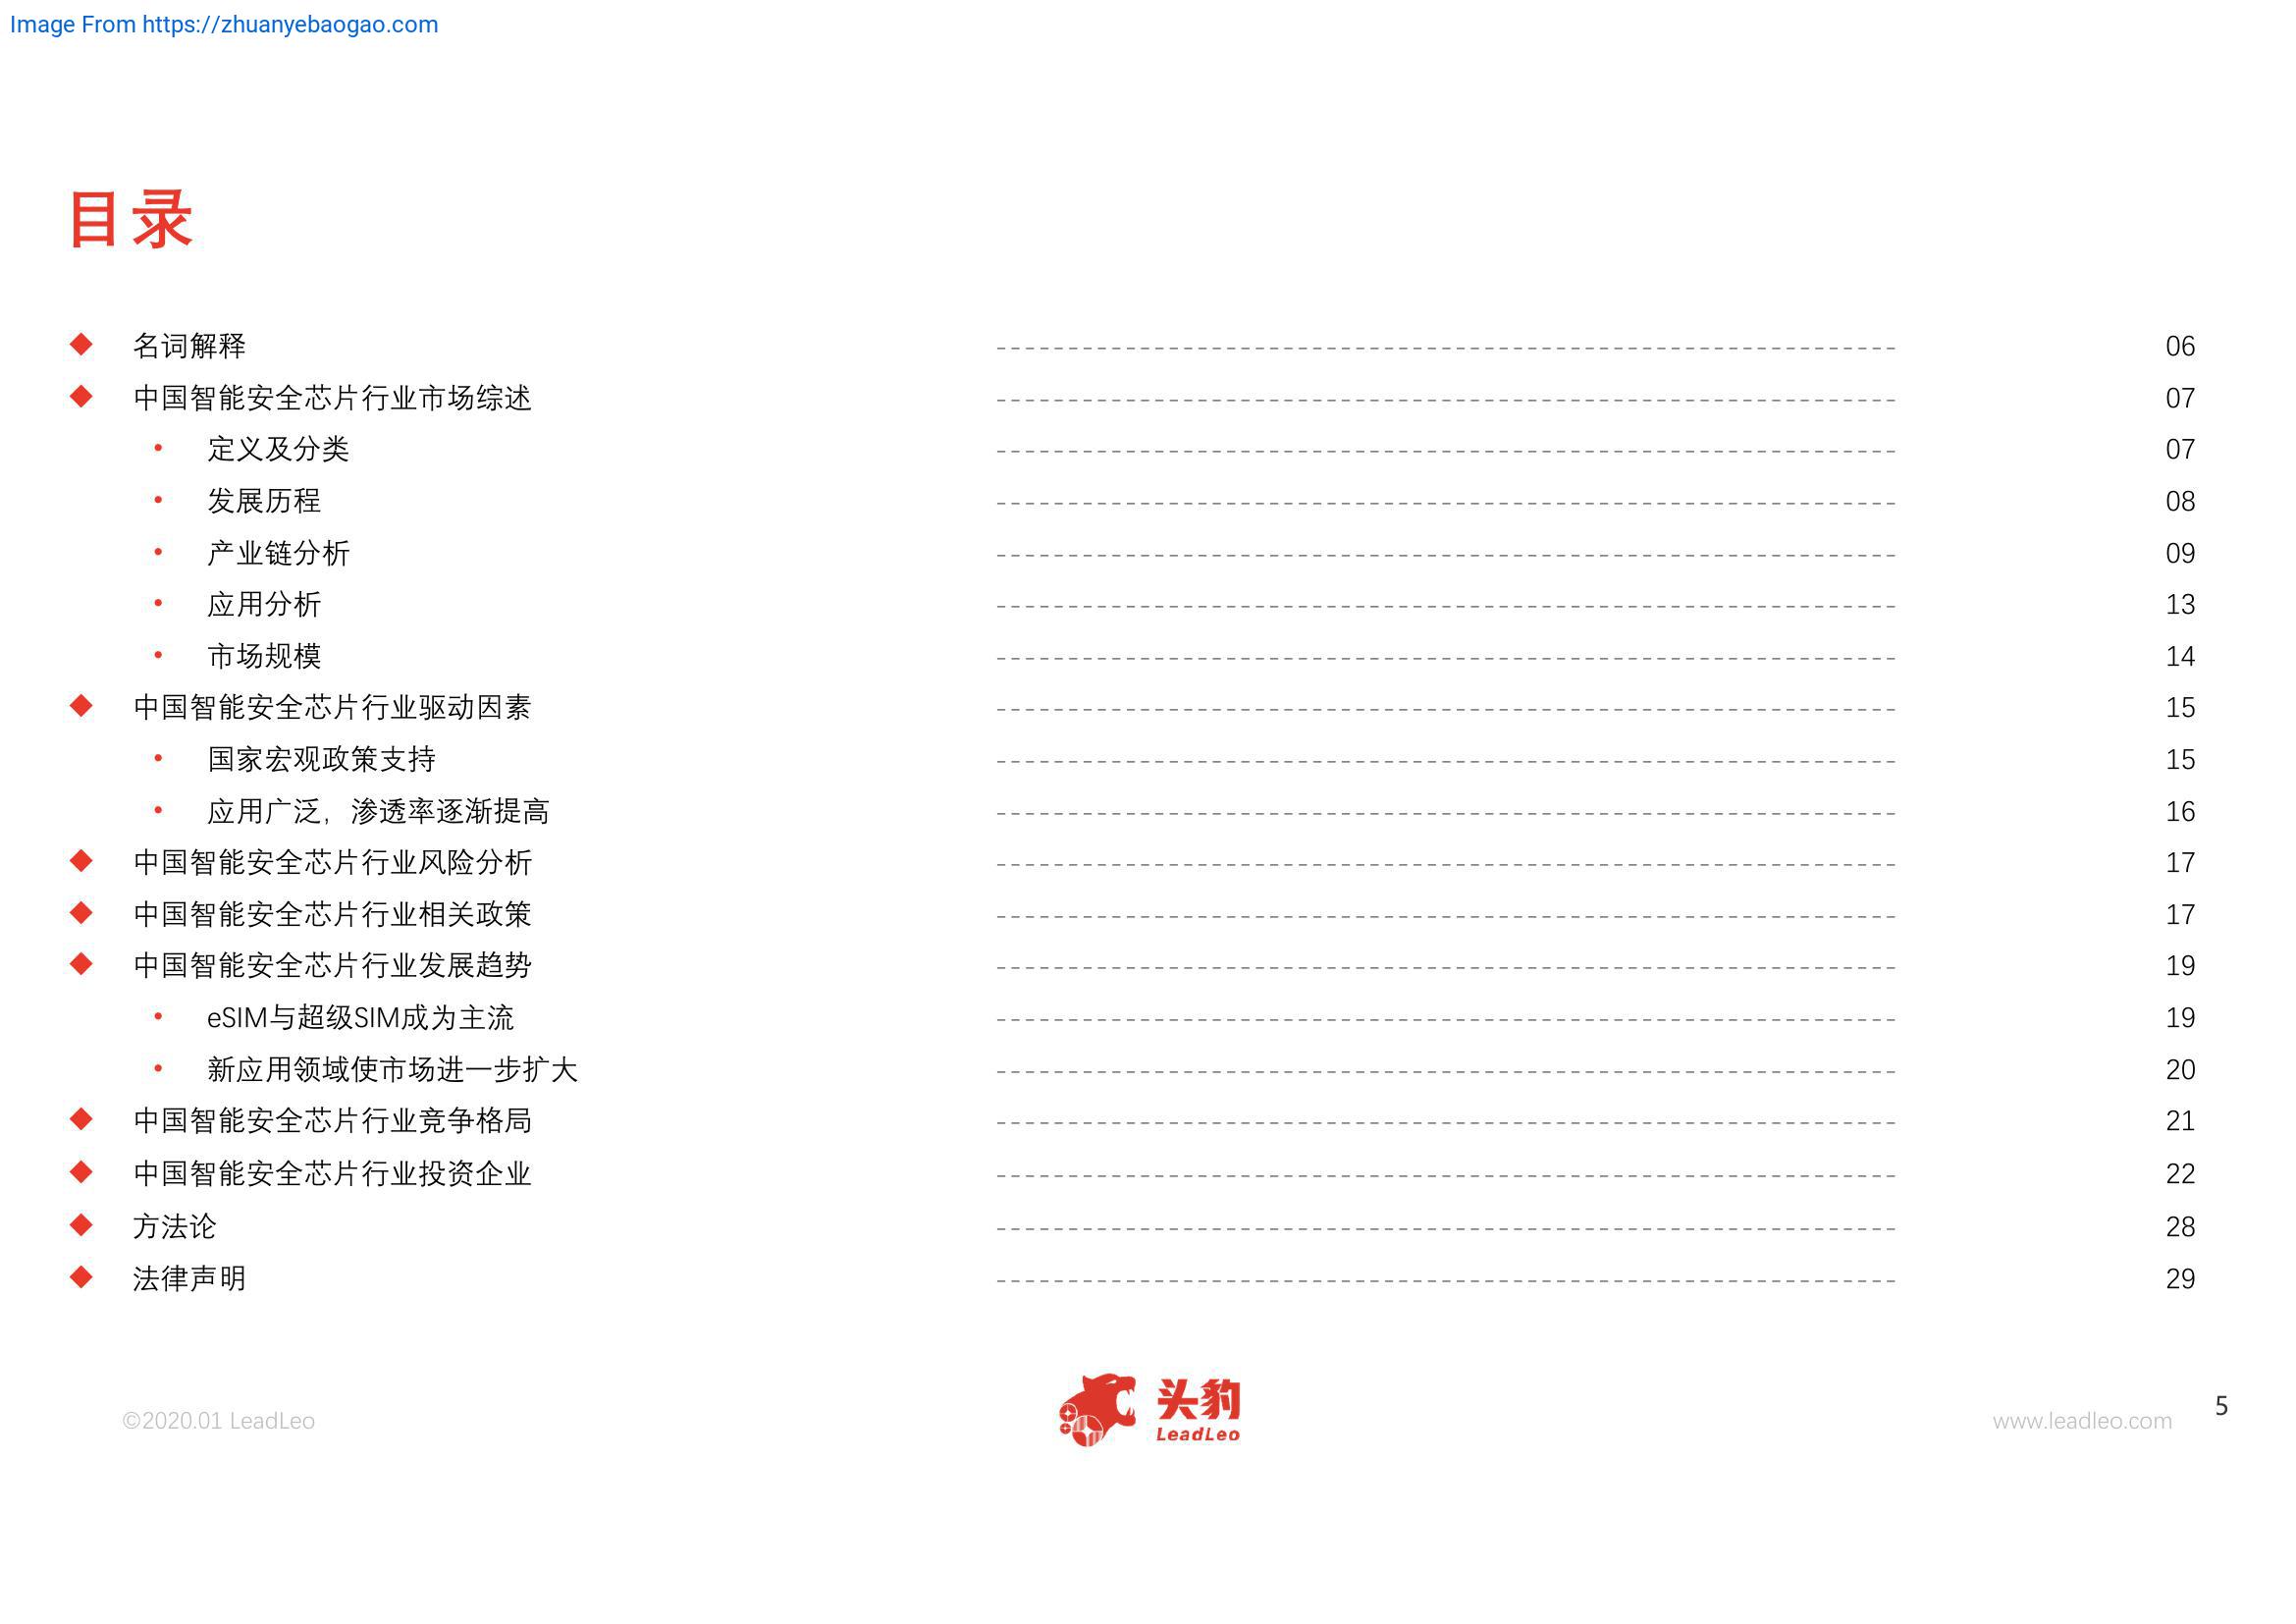 Image From https://zhuanyebaogao.com
目录
名词解释 06
中国智能安全芯片行业市场综述 07
定义及分类 07
发展历程 08
产业链分析 09
应用分析 13
市场规模 14
中国智能安全芯片行业驱动因素 15
国家宏观政策支持 15
应用广泛，渗透率逐渐提高 16
中国智能安全芯片行业风险分析 17
中国智能安全芯片行业相关政策 17
中国智能安全芯片行业发展趋势 19
eSIM与超级SIM成为主流 19
新应用领域使市场进一步扩大 20
中国智能安全芯片行业竞争格局 21
中国智能安全芯片行业投资企业 22
方法论 28
法律声明 29
©2020.01 LeadLeo
头豹
LeadLeo
www.leadleo.com
5